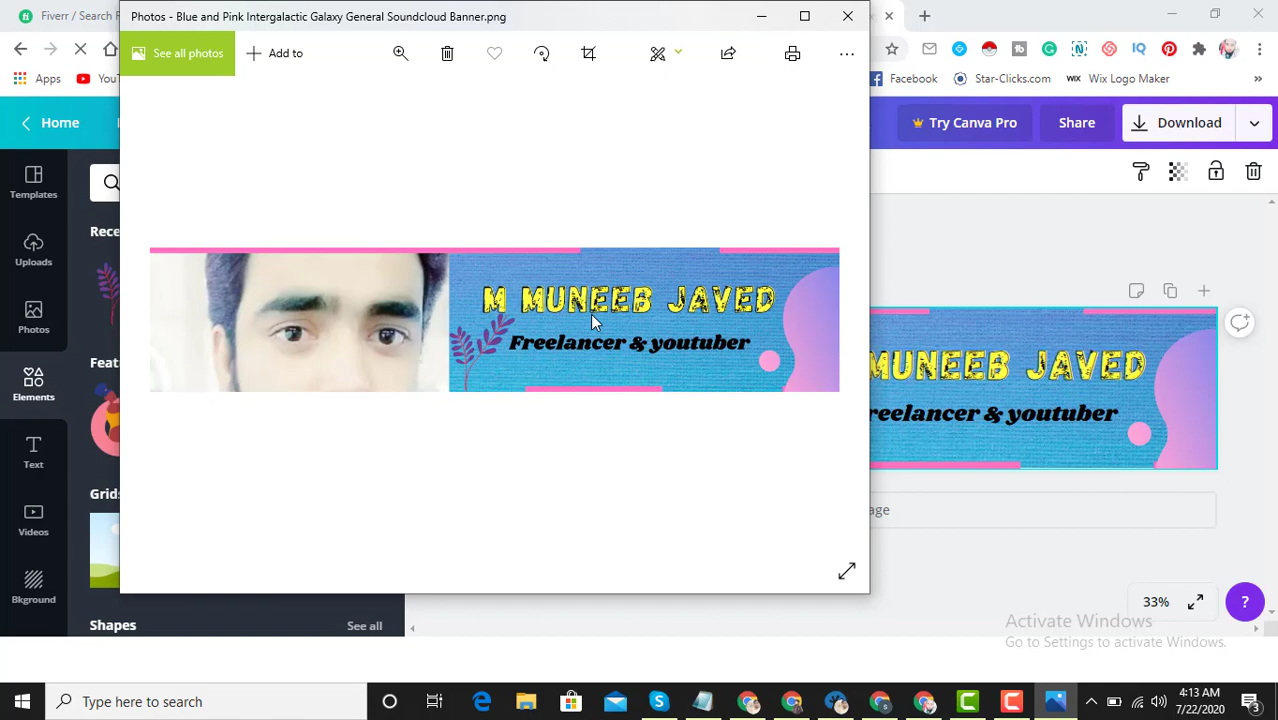 Fiverr / Search F
Photos - Blue and Pink Intergalactic Galaxy General Soundcloud Banner.png
See all photos
Add to
Apps
YouT
Facebook
Star-Clicks.com
WIX Wix Logo Maker
»
Home
Try Canva Pro
Share
Download
Templates
Uploads
Photos
Elements
Text
Videos
Bkground
Rece
Feat
Grids
Shapes
See all
M MUNEEB JAVED
Freelancer & youtuber
MUNEEB JAVED
reelancer & youtuber
age
33%
?
Activate Windows
Go to Settings to activate Windows.
Type here to search
4:13 AM
7/22/2020
3